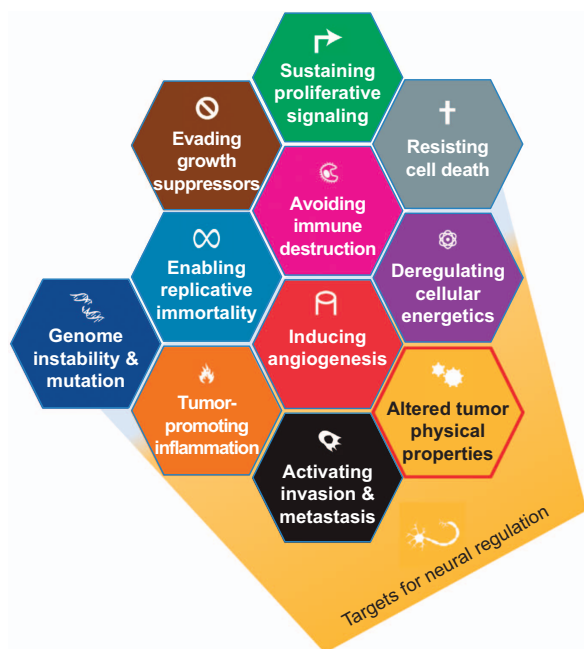 Sustaining
proliferative
signaling
Evading
growth
suppressors
Resisting
cell death
Avoiding
immune
destruction
Enabling
replicative
immortality
Deregulating
cellular
energetics
Genome
instability &
mutation
Inducing
angiogenesis
Tumor-
promoting
inflammation
Altered tumor
physical
properties
Activating
invasion &
metastasis
Targets for neural regulation